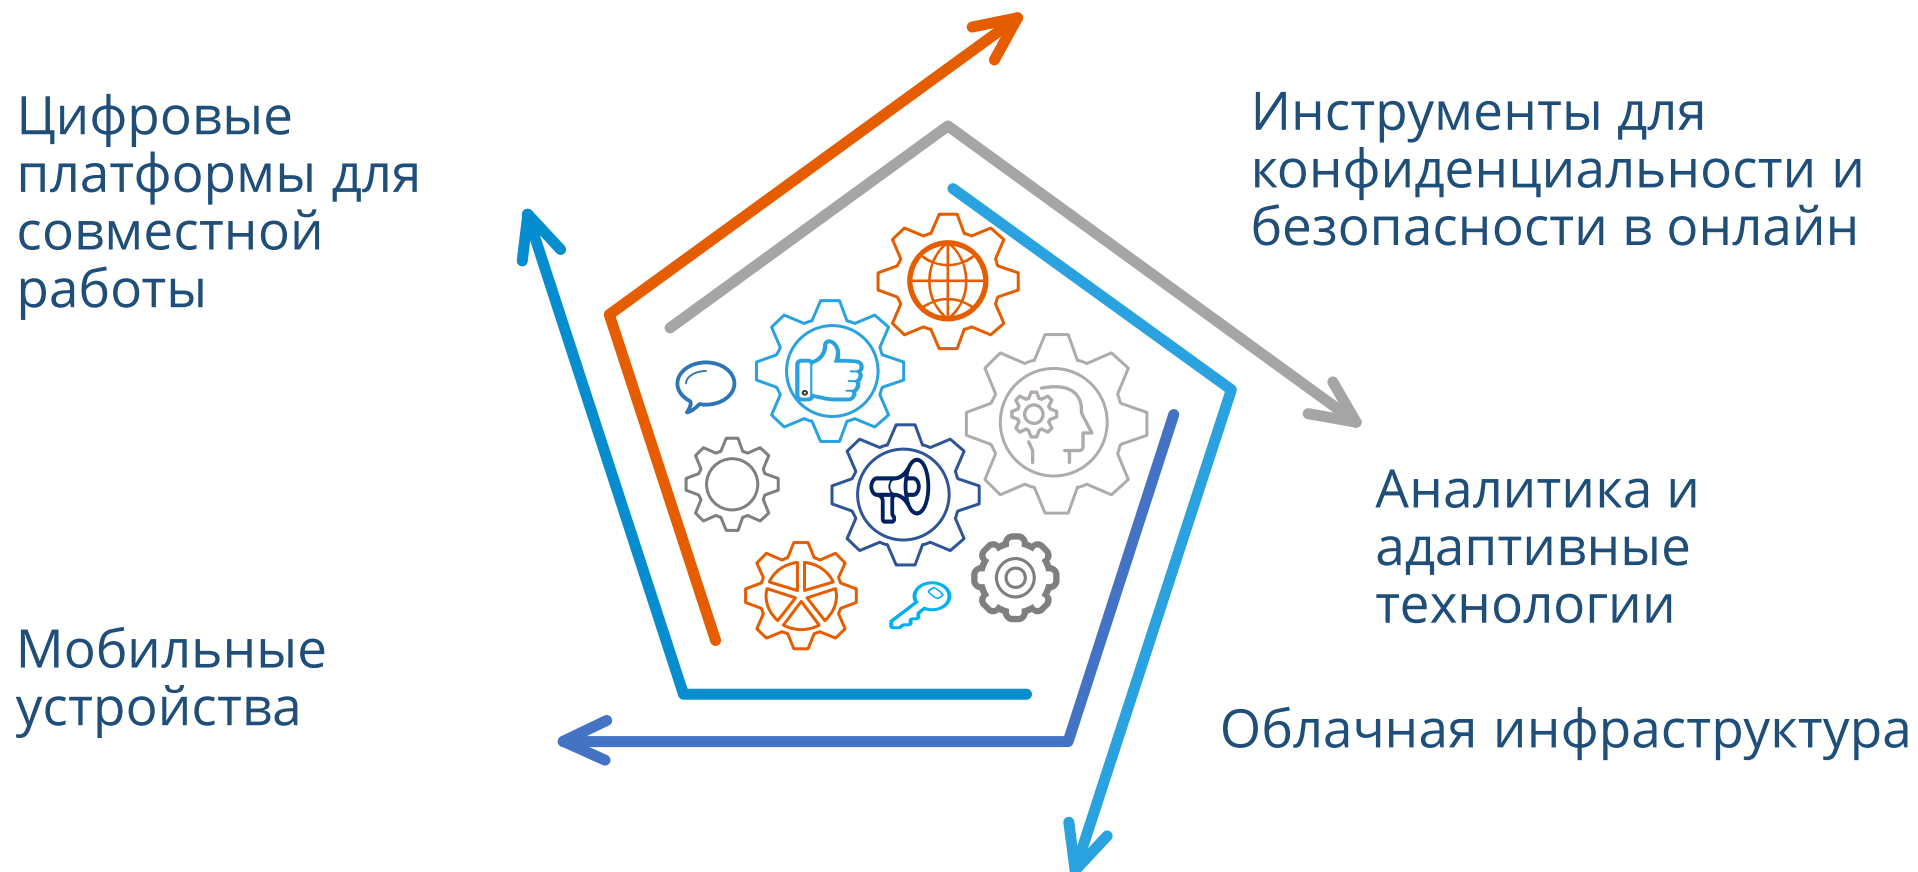 Цифровые
платформы для
совместной
работы
Инструменты для
конфиденциальности и
безопасности в онлайн
Аналитика и
адаптивные
технологии
Мобильные
устройства
Облачная инфраструктура